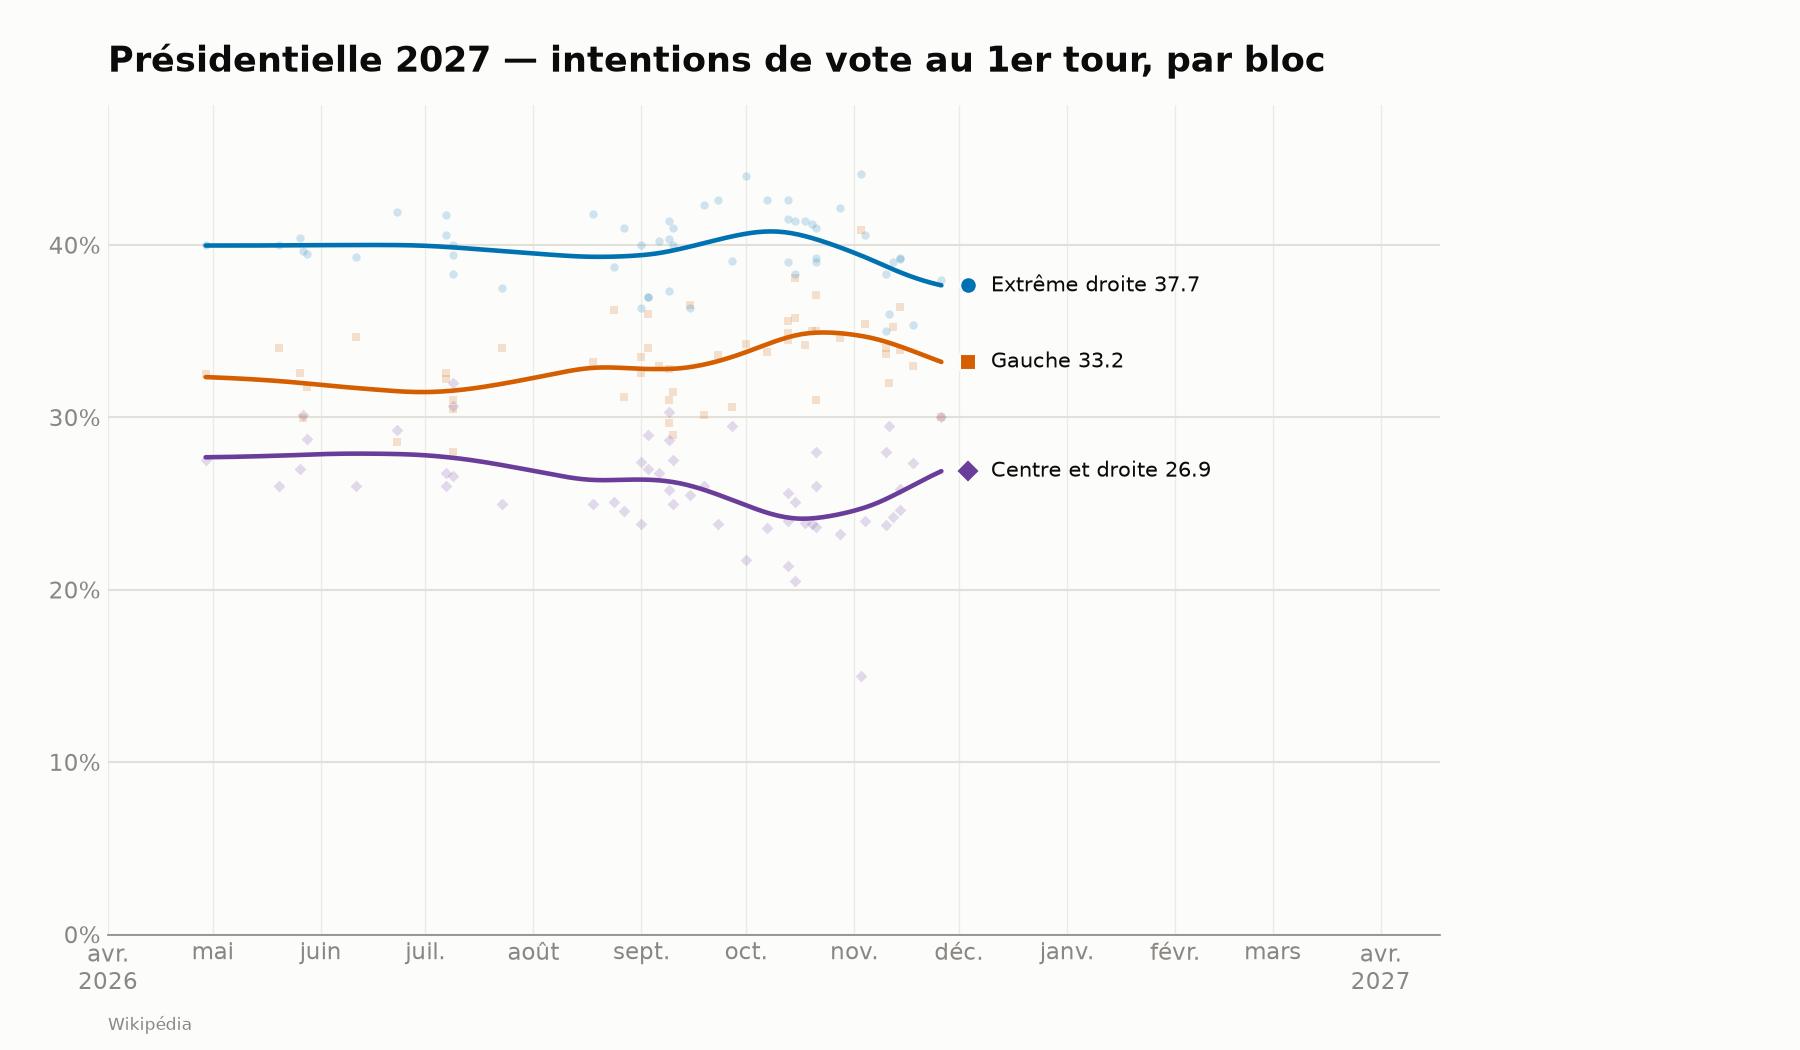 Présidentielle 2027 — intentions de vote au 1er tour, par bloc
40%
30%
20%
10%
0%
Extrême droite 37.7
Gauche 33.2
Centre et droite 26.9
avr. mai juin juil. août sept. oct. nov. déc. janv. févr. mars avr.
2026 2027
Wikipédia